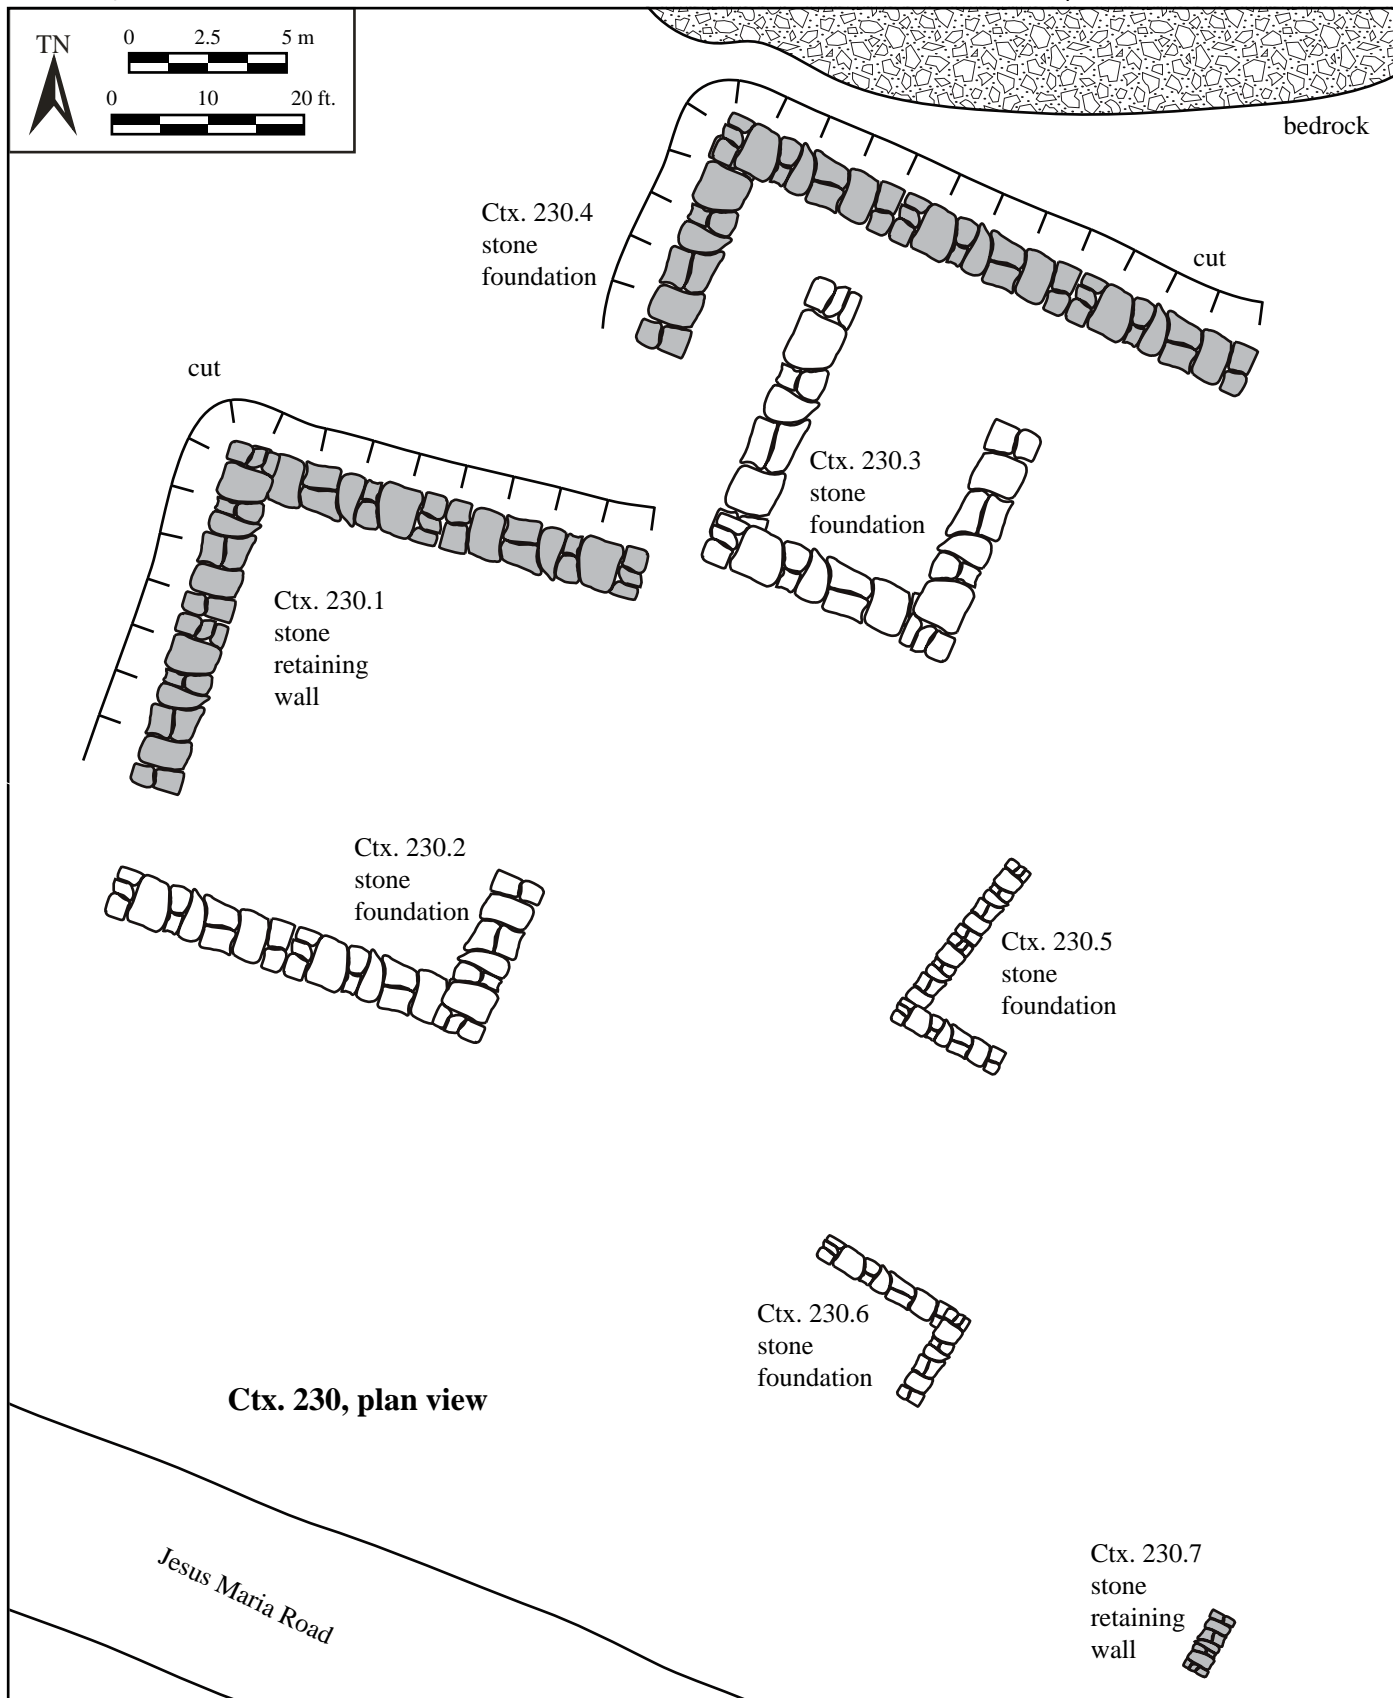 TN
0 2.5 5 m
0 10 20 ft.
bedrock
Ctx. 230.4
stone
foundation
cut
cut
Ctx. 230.3
stone
foundation
Ctx. 230.1
stone
retaining
wall
Ctx. 230.2
stone
foundation
Ctx. 230.5
stone
foundation
Ctx. 230.6
stone
foundation
Ctx. 230, plan view
Jesus Maria Road
Ctx. 230.7
stone
retaining
wall